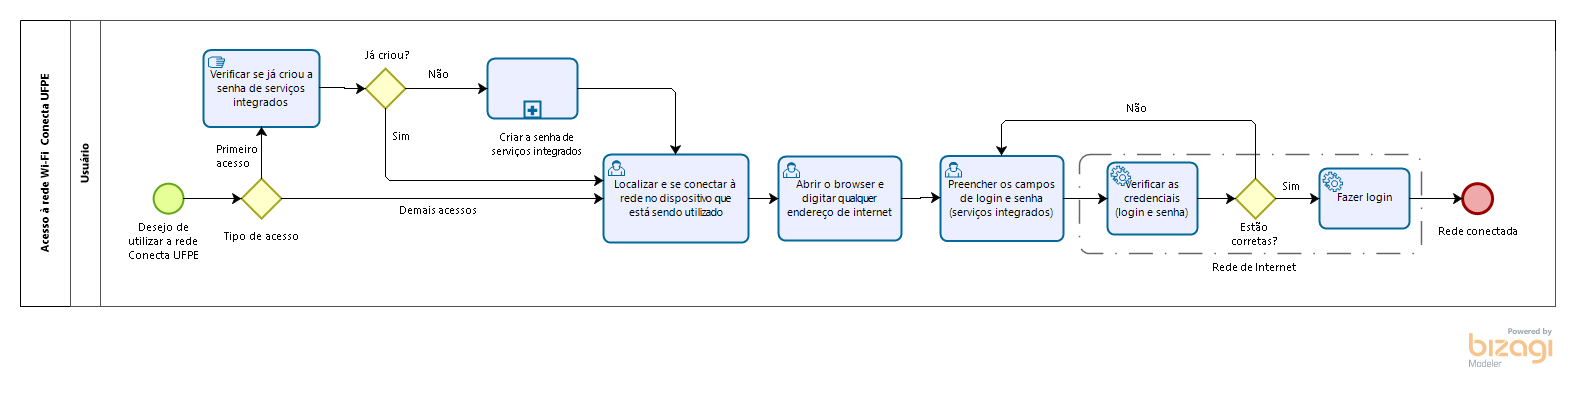 Acesso à rede Wi-Fi Conecta UFPE
Usuário
Desejo de
utilizar a rede
Conecta UFPE
Tipo de acesso
Primeiro
acesso
Demais acessos
Verificar se já criou a
senha de serviços
integrados
Já criou?
Não
Sim
Criar a senha de
serviços integrados
Localizar e se conectar à
rede no dispotivo que
está sendo utilizado
Abrir o browser e
digitar qualquer
endereço de internet
Preencher os campos
de login e senha
(serviços integrados)
Verificar as
credenciais
(login e senha)
Estão
corretas?
Não
Sim
Fazer login
Rede de Internet
Rede conectada
Powered by
bizagi
Modeler